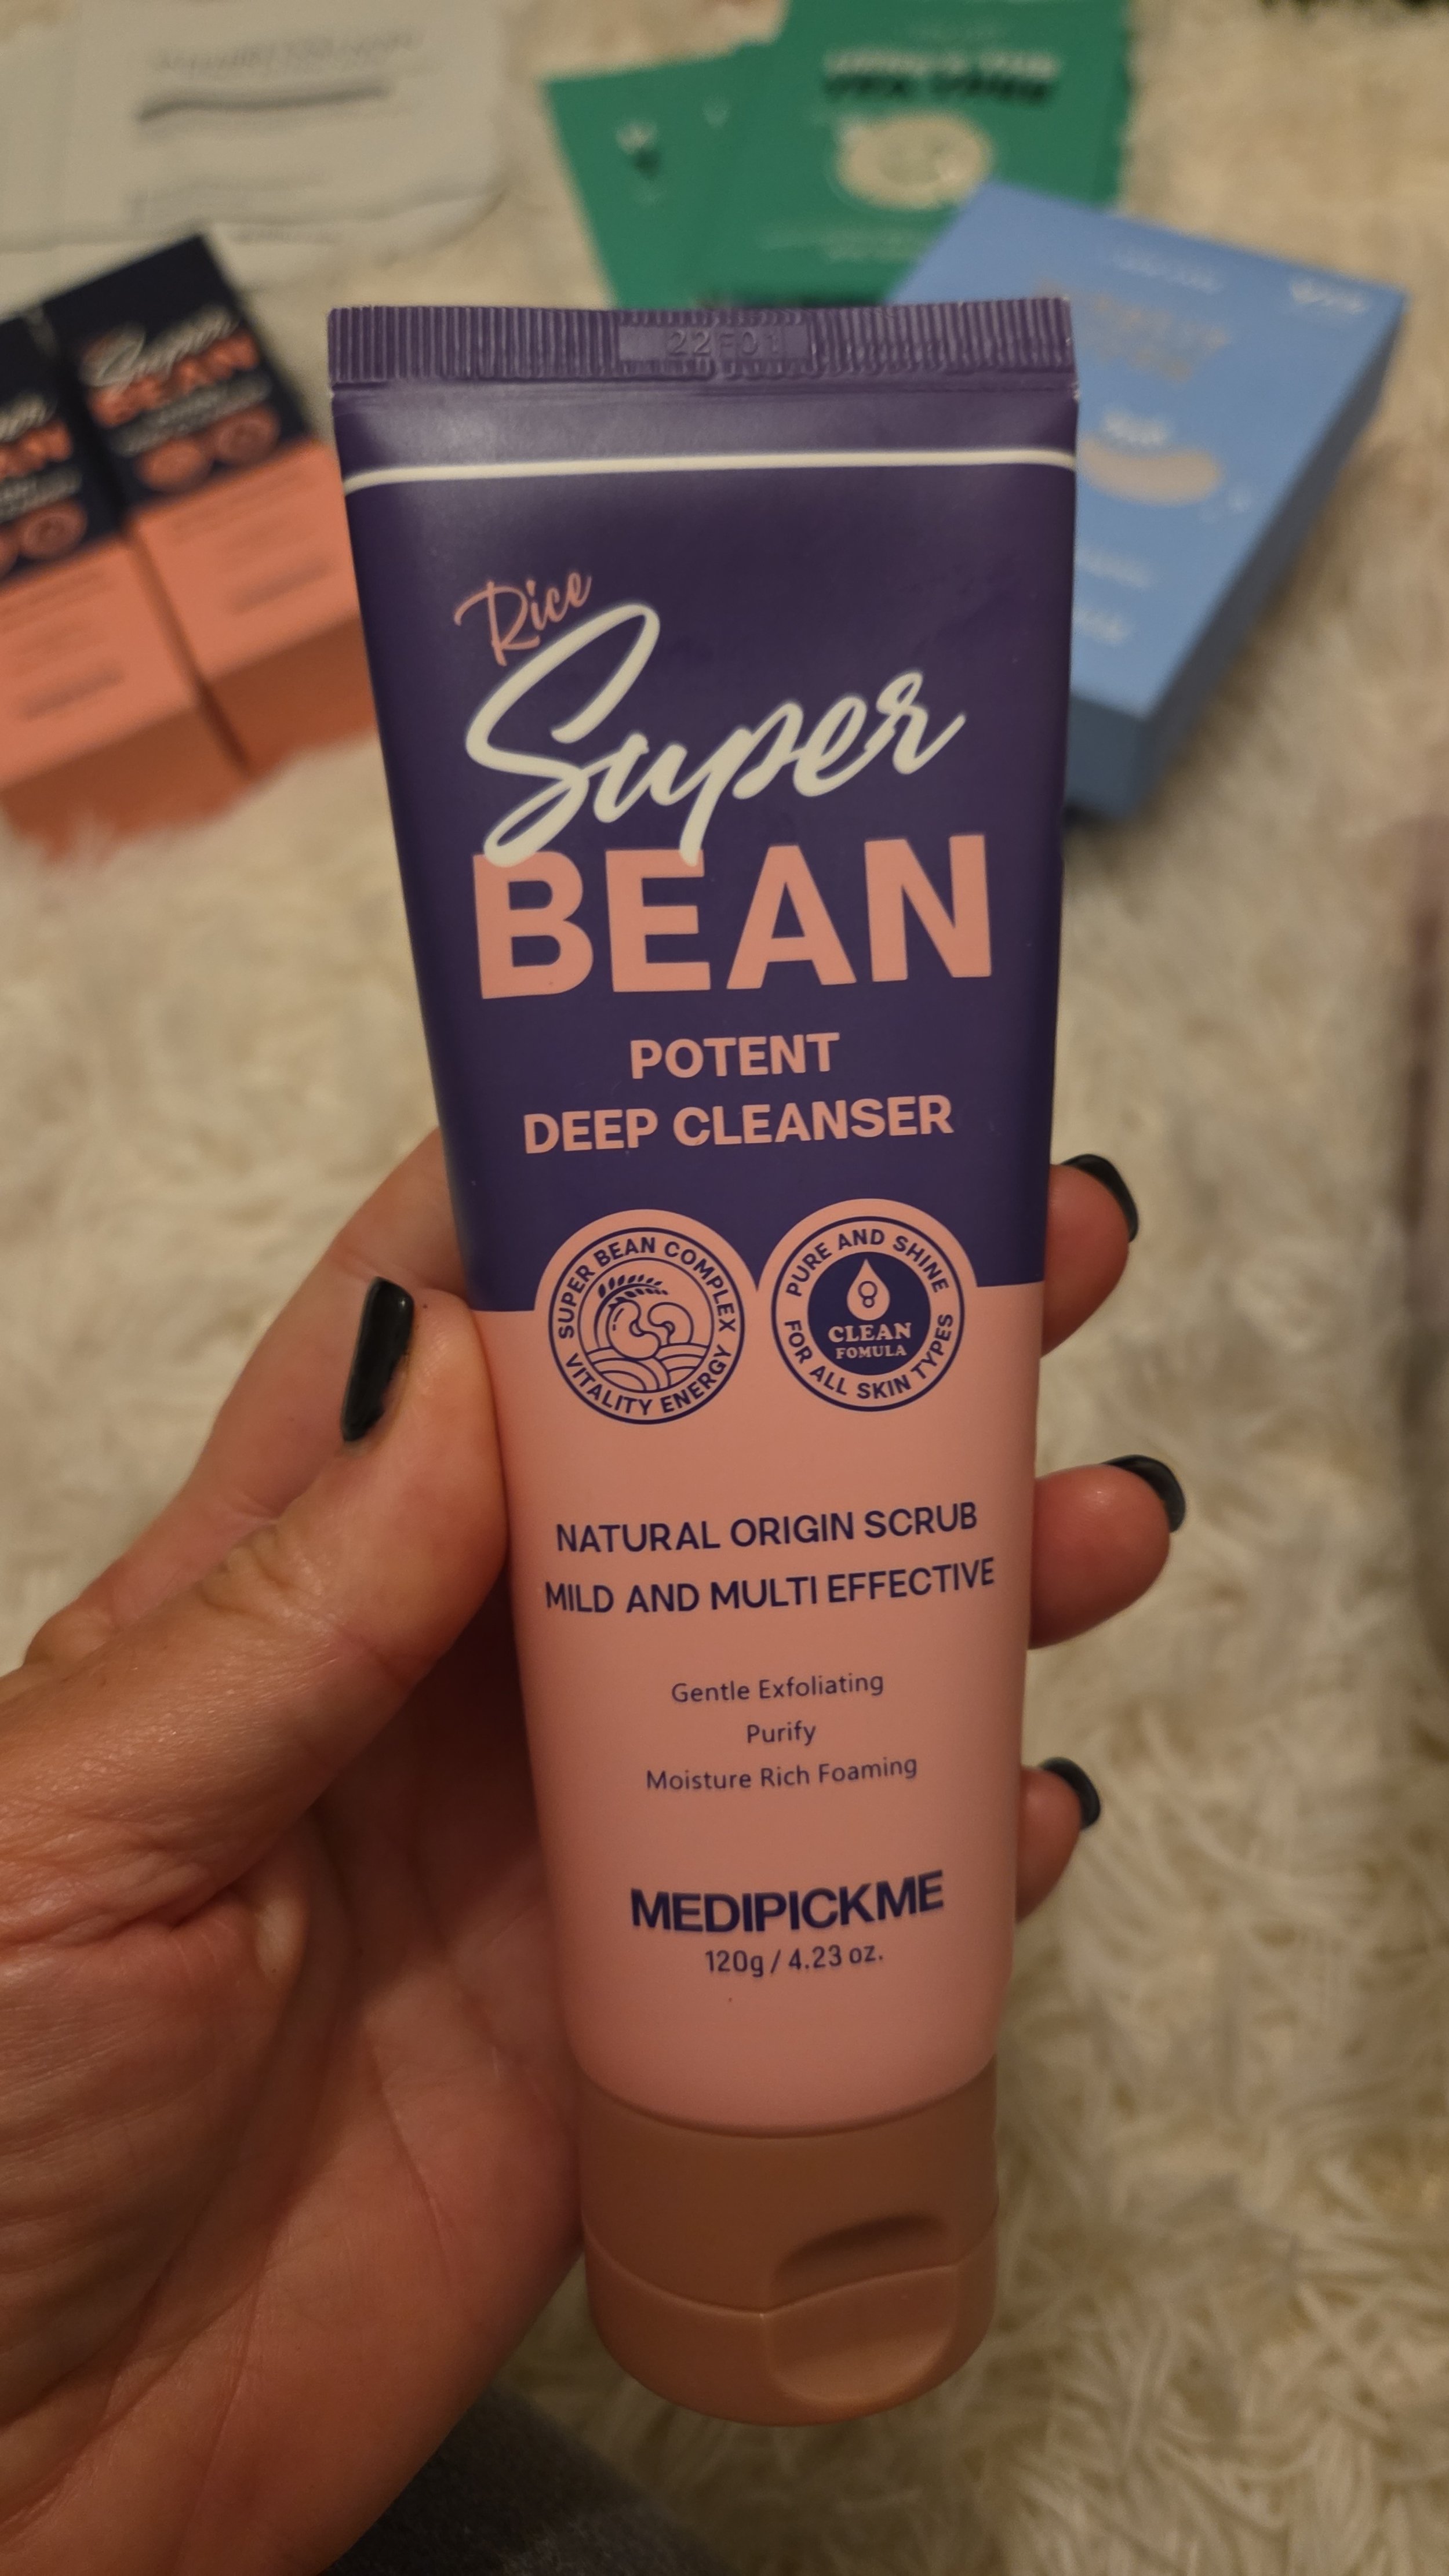 22F01
Rice
Super
BEAN
POTENT
DEEP CLEANSER
SUPER BEAN COMPLEX
VITALITY ENERGY
PURE AND SHINE
CLEAN
FOMULA
FOR ALL SKIN TYPES
NATURAL ORIGIN SCRUB
MILD AND MULTI EFFECTIVE
Gentle Exfoliating
Purify
Moisture Rich Foaming
MEDIPICKME
120g / 4.23 oz.
Super
BEAN